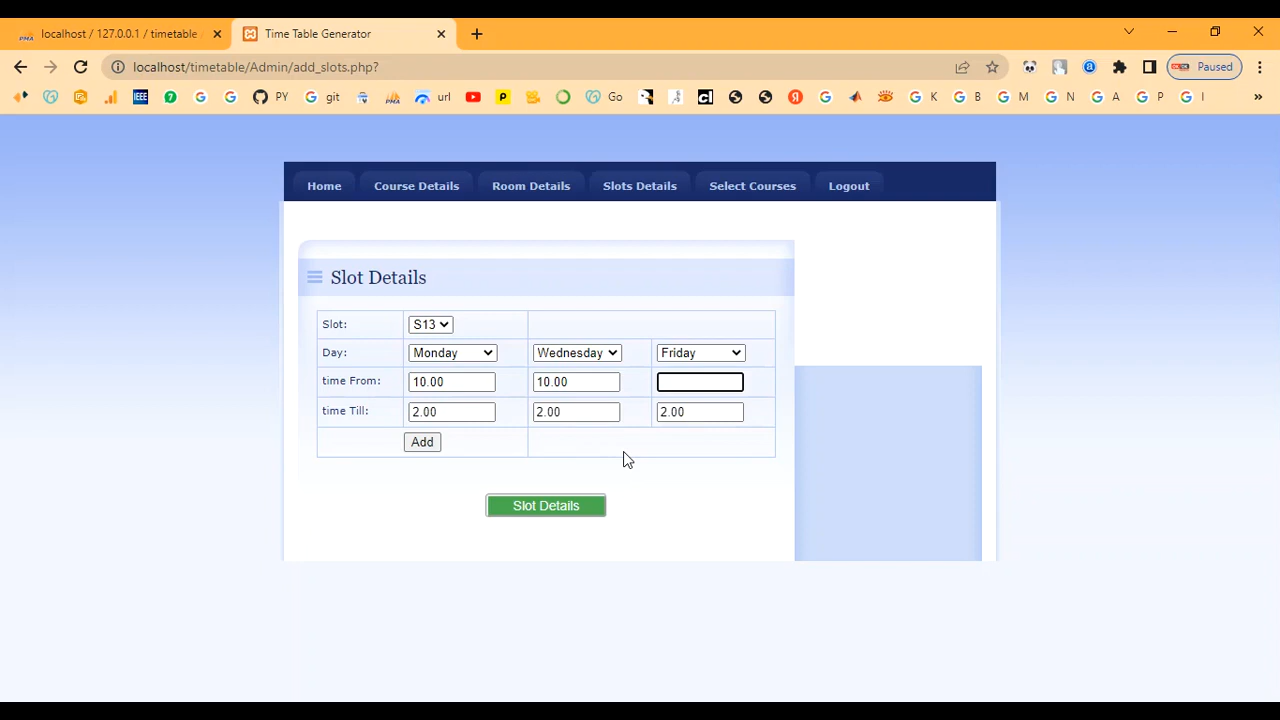 localhost / 127.0.0.1 / timetable
Time Table Generator
localhost/timetable/Admin/add_slots.php?
Paused
IEEE PY git url Go K B M N A P I
Home Course Details Room Details Slots Details Select Courses Logout
Slot Details
Slot: S13
Day: Monday Wednesday Friday
time From: 10.00 10.00
time Till: 2.00 2.00 2.00
Add
Slot Details